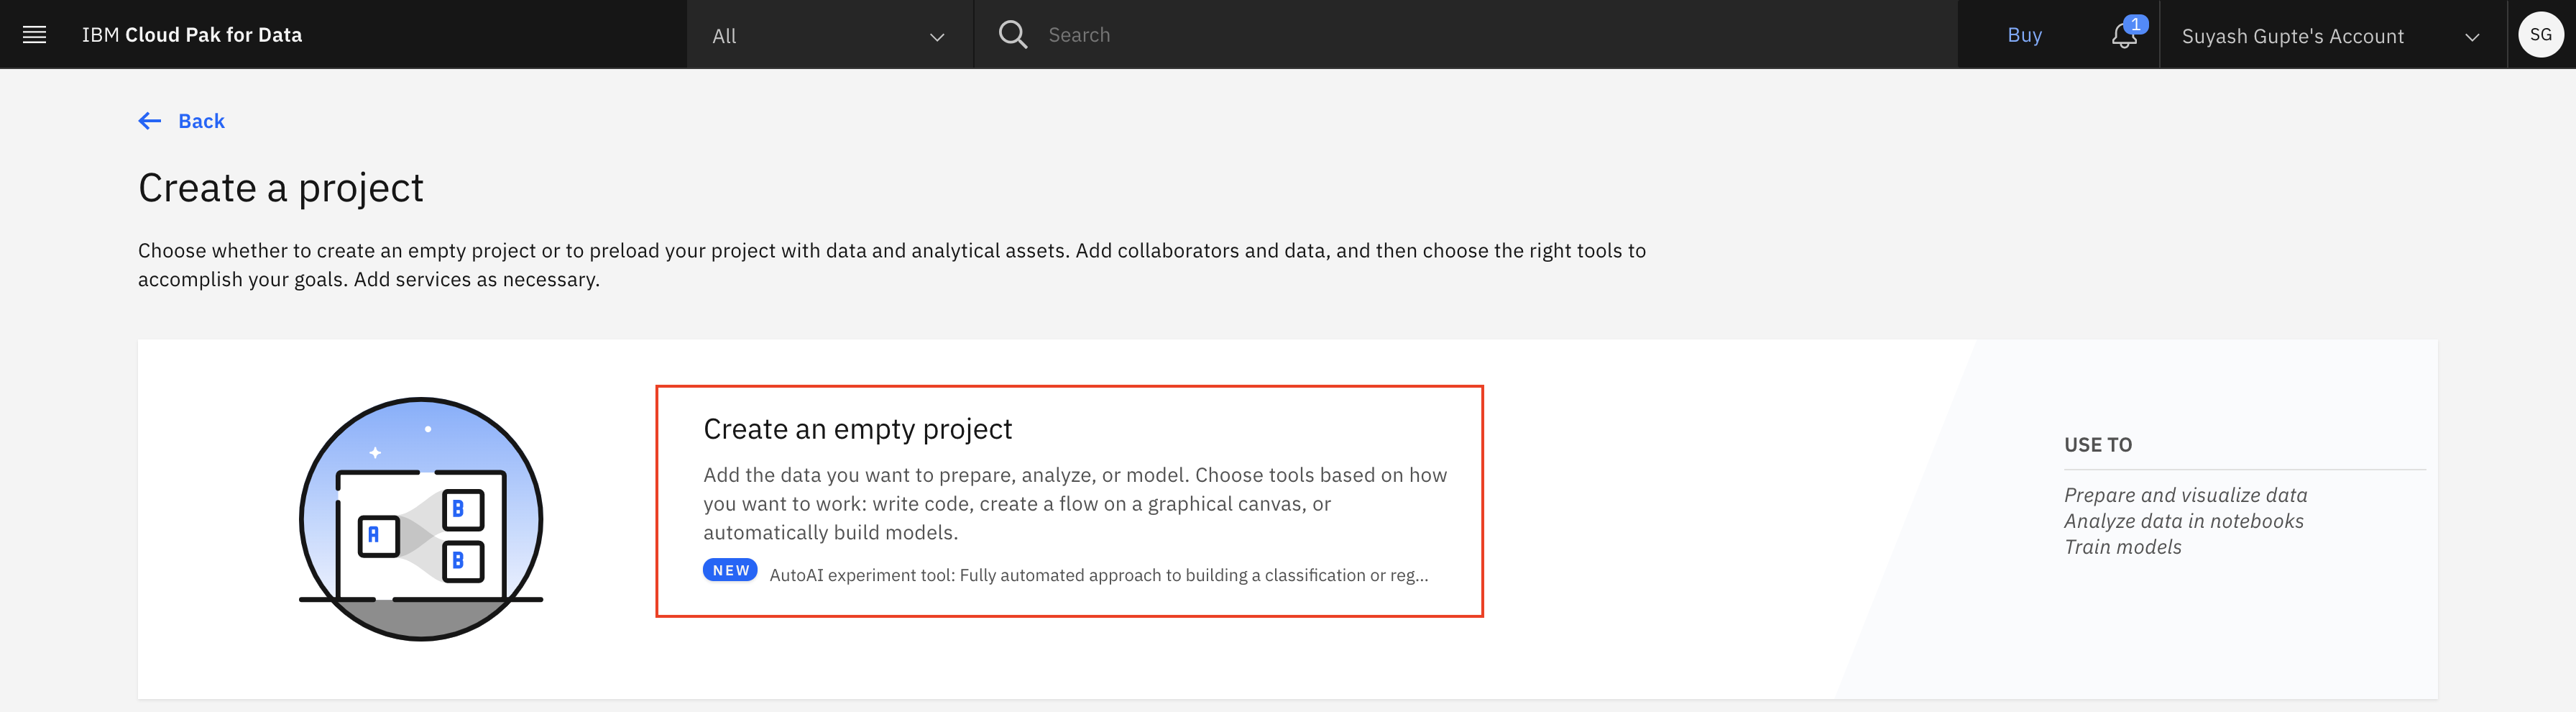 IBM Cloud Pak for Data
All
Search
Buy
1
Suyash Gupte's Account
SG
Back
Create a project
Choose whether to create an empty project or to preload your project with data and analytical assets. Add collaborators and data, and then choose the right tools to
accomplish your goals. Add services as necessary.
A
B
B
Create an empty project
Add the data you want to prepare, analyze, or model. Choose tools based on how
you want to work: write code, create a flow on a graphical canvas, or
automatically build models.
NEW AutoAI experiment tool: Fully automated approach to building a classification or reg...
USE TO
Prepare and visualize data
Analyze data in notebooks
Train models